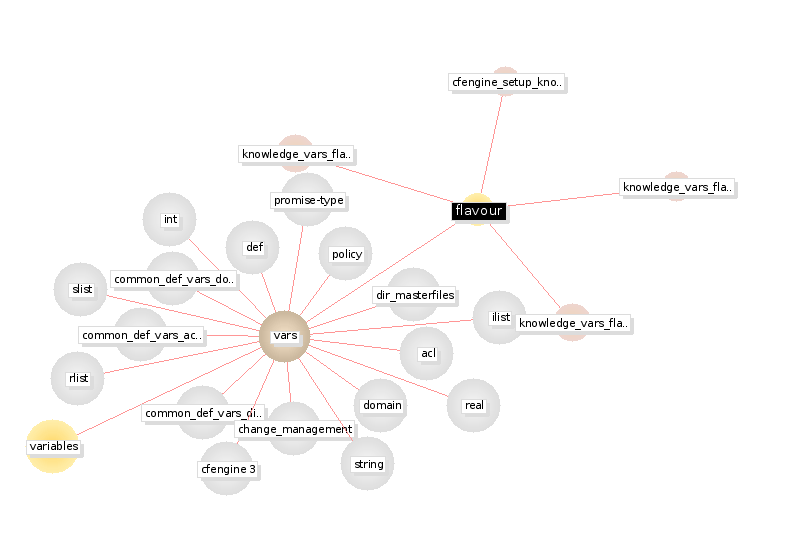 cfengine_setup_kno..
knowledge_vars_fla..
knowledge_vars_fla..
promise-type
flavour
int
def
policy
common_def_vars_do..
slist
dir_masterfiles
ilist
knowledge_vars_fla..
common_def_vars_ac..
vars
acl
rlist
domain
real
common_def_vars_di..
change_management
variables
cfengine 3
string